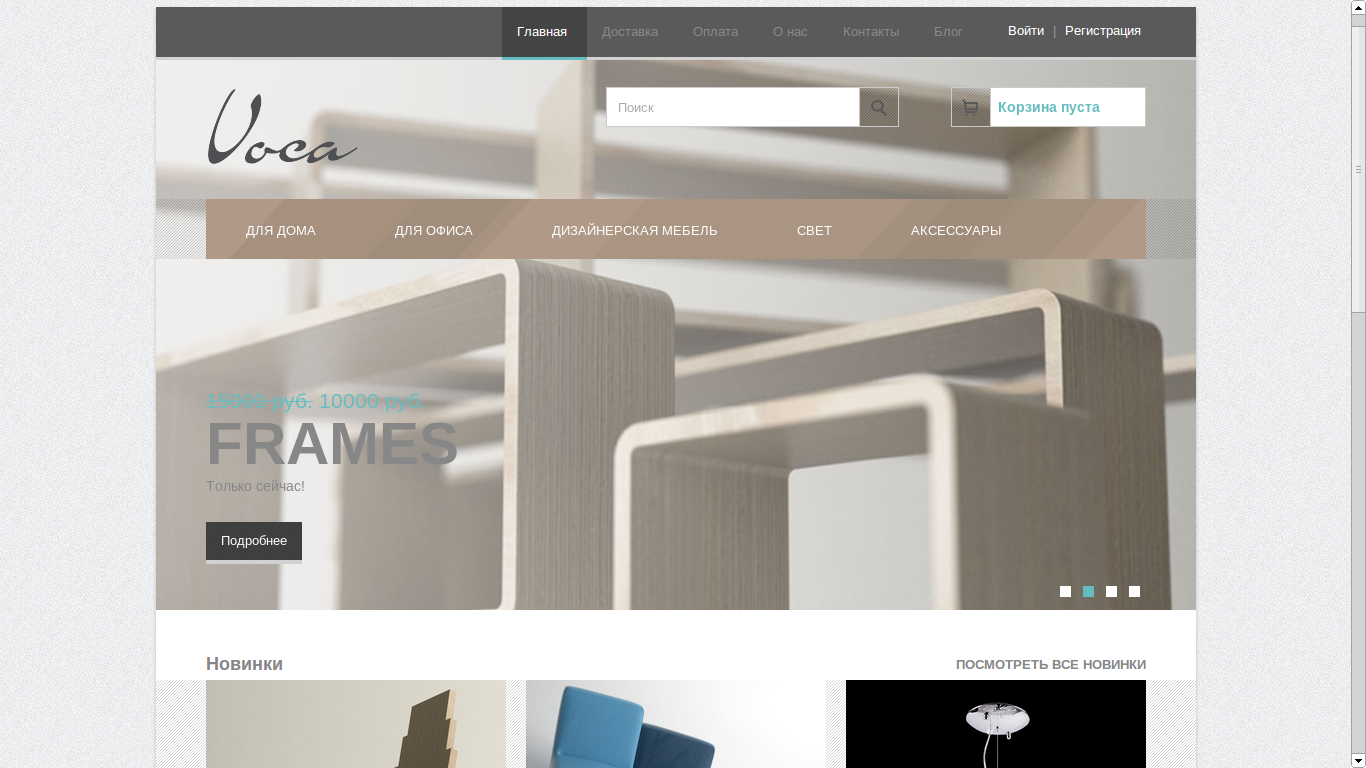 Главная Доставка Оплата О нас Контакты Блог Войти | Регистрация
Voca
Поиск
Корзина пуста
ДЛЯ ДОМА ДЛЯ ОФИСА ДИЗАЙНЕРСКАЯ МЕБЕЛЬ СВЕТ АКСЕССУАРЫ
15000 руб. 10000 руб.
FRAMES
Только сейчас!
Подробнее
Новинки ПОСМОТРЕТЬ ВСЕ НОВИНКИ